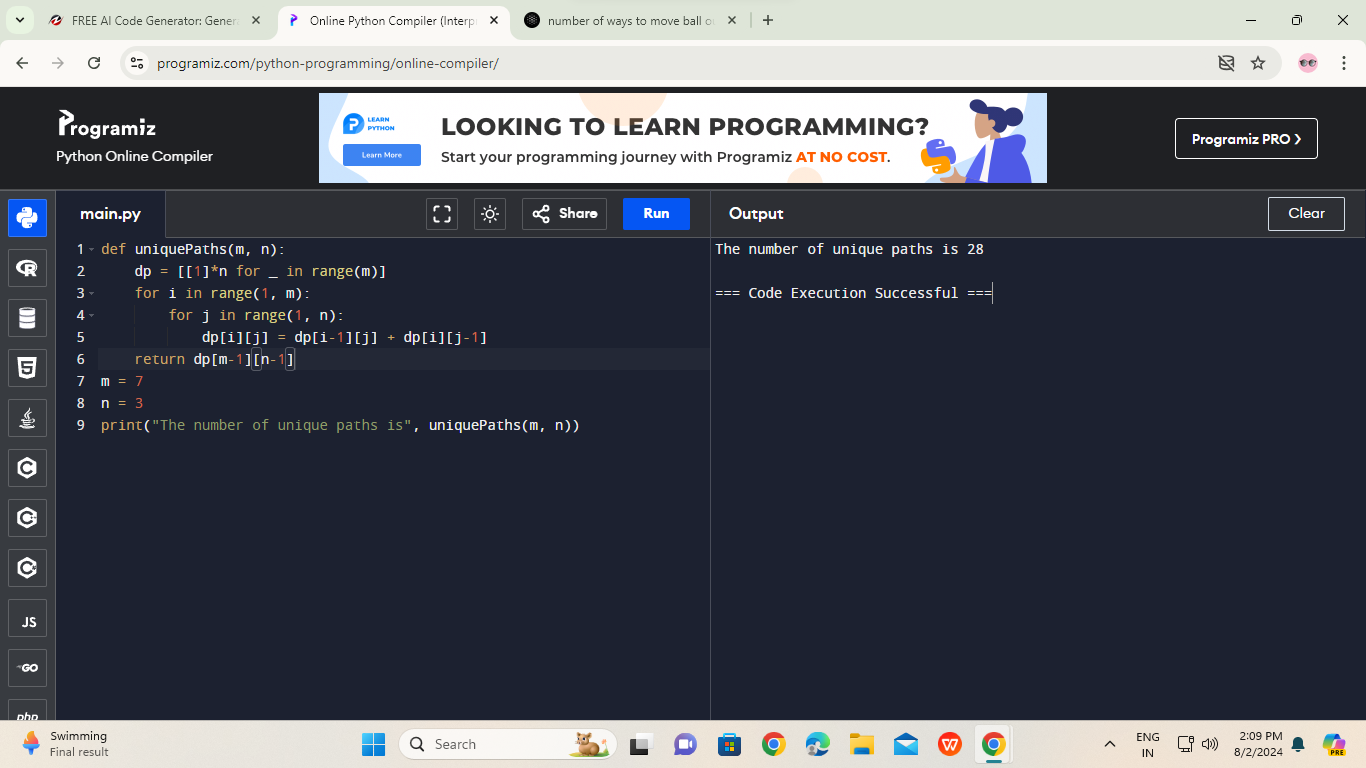 FREE AI Code Generator: Genera
Online Python Compiler (Interp
number of ways to move ball o
programiz.com/python-programming/online-compiler/
Programiz
Python Online Compiler
LEARN
PYTHON
Learn More
LOOKING TO LEARN PROGRAMMING?
Start your programming journey with Programiz AT NO COST.
Programiz PRO
main.py
Share
Run
Output
Clear
1 def uniquePaths(m, n):
2     dp = [[1]*n for _ in range(m)]
3     for i in range(1, m):
4         for j in range(1, n):
5             dp[i][j] = dp[i-1][j] + dp[i][j-1]
6     return dp[m-1][n-1]
7 m = 7
8 n = 3
9 print("The number of unique paths is", uniquePaths(m, n))
The number of unique paths is 28
=== Code Execution Successful ===
JS
GO
php
Swimming
Final result
Search
ENG
IN
2:09 PM
8/2/2024
PRE